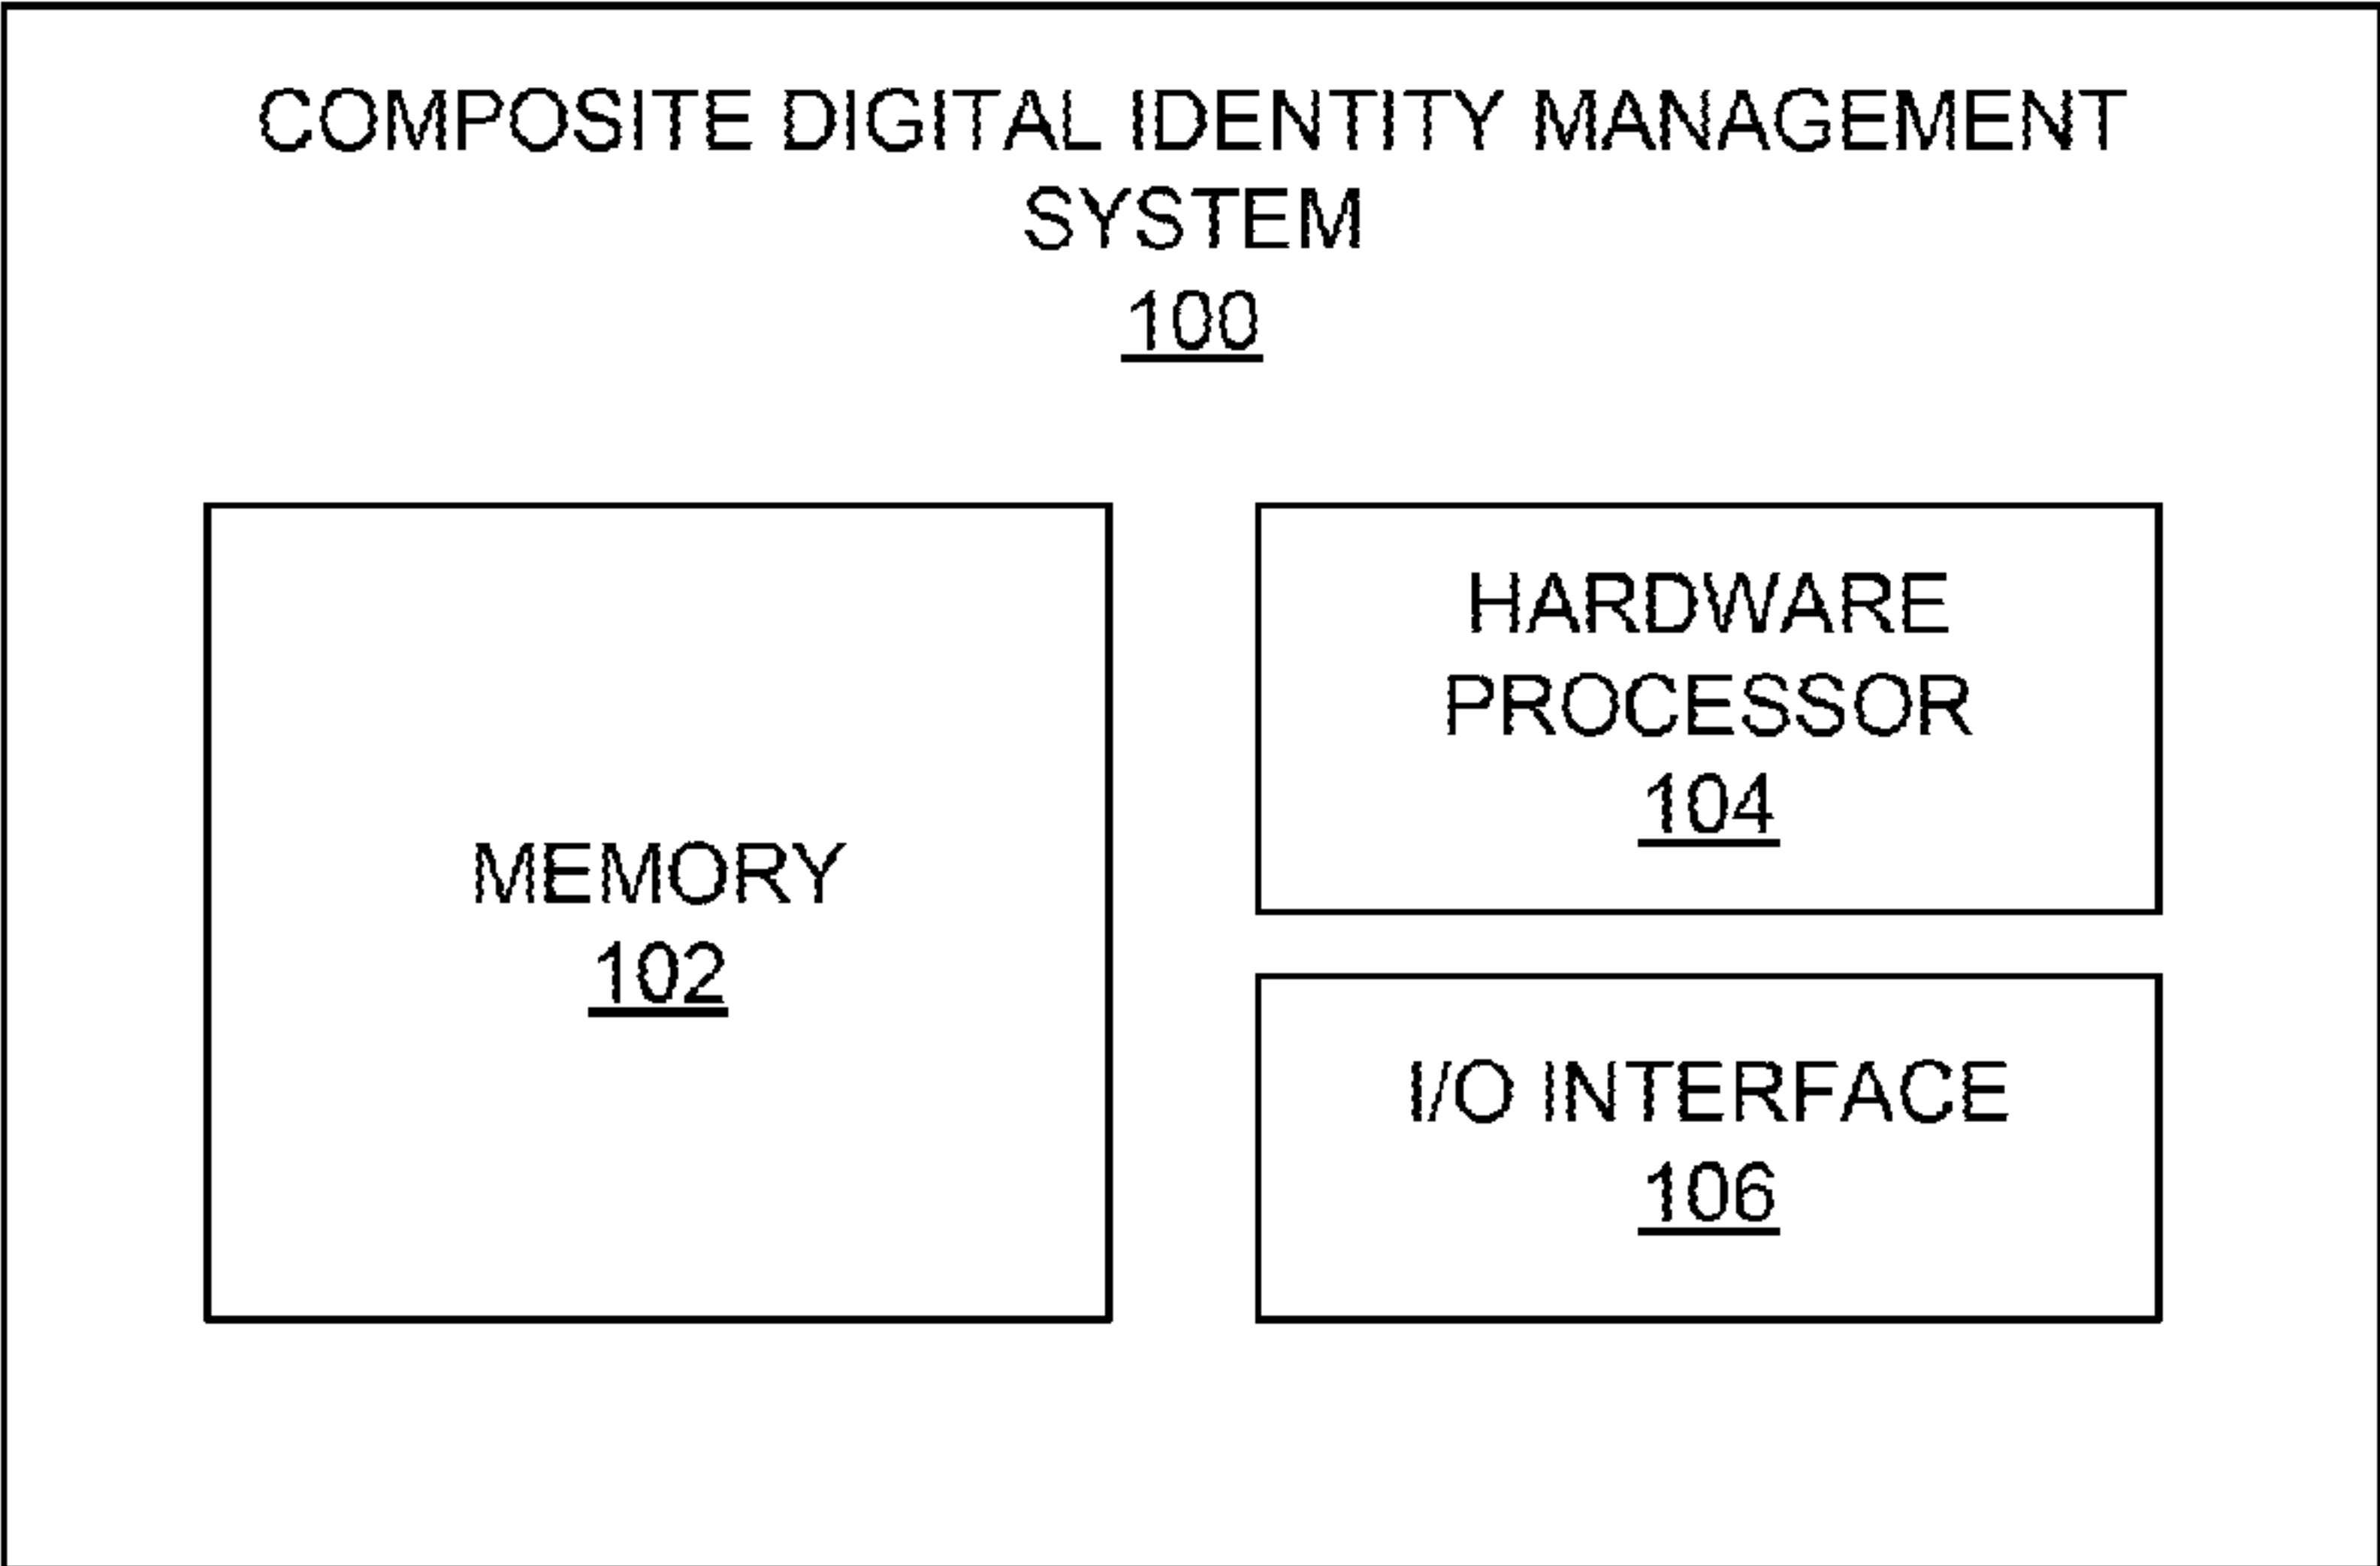 COMPOSITE DIGITAL IDENTITY MANAGEMENT
SYSTEM
100
MEMORY
102
HARDWARE
PROCESSOR
104
I/O INTERFACE
106